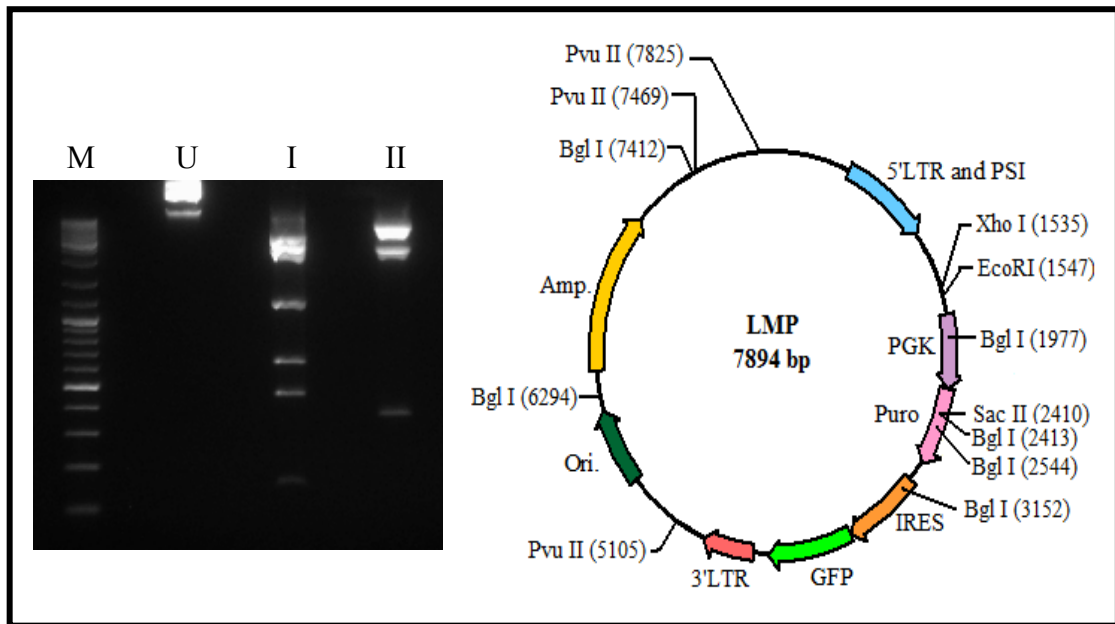 M U I II
Pvu II (7825)
Pvu II (7469)
Bgl I (7412)
5'LTR and PSI
Xho I (1535)
EcoRI (1547)
Amp.
LMP
7894 bp
PGK
Bgl I (1977)
Bgl I (6294)
Puro
Sac II (2410)
Bgl I (2413)
Bgl I (2544)
Ori.
Bgl I (3152)
IRES
Pvu II (5105)
3'LTR
GFP